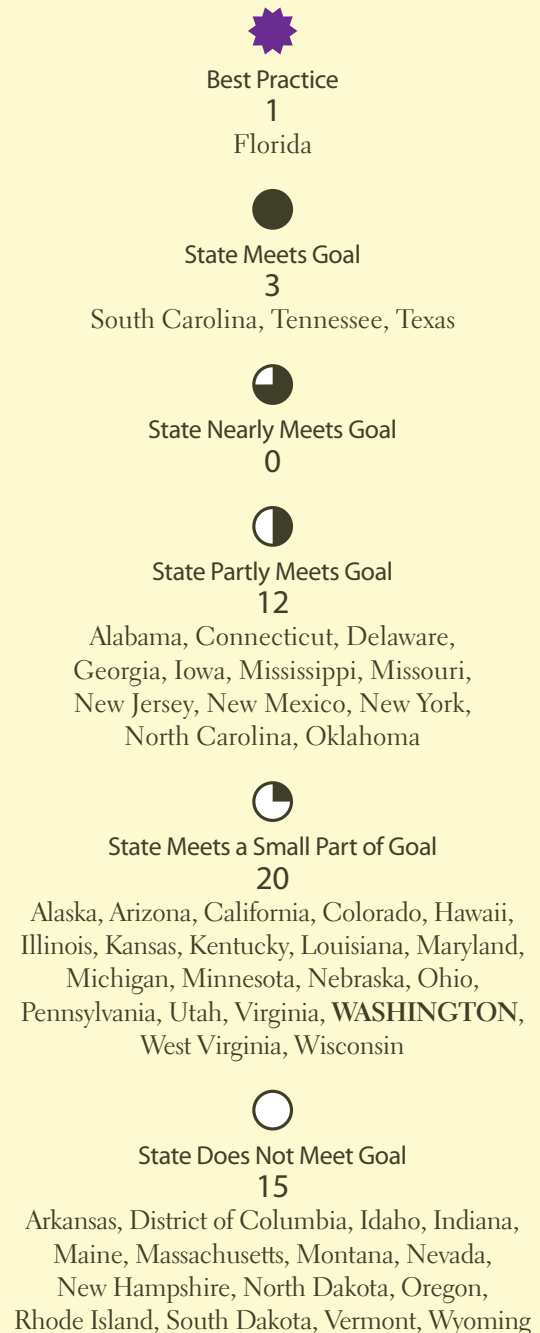 Best Practice
1
Florida
State Meets Goal
3
South Carolina, Tennessee, Texas
State Nearly Meets Goal
0
State Partly Meets Goal
12
Alabama, Connecticut, Delaware,
Georgia, Iowa, Mississippi, Missouri,
New Jersey, New Mexico, New York,
North Carolina, Oklahoma
State Meets a Small Part of Goal
20
Alaska, Arizona, California, Colorado, Hawaii,
Illinois, Kansas, Kentucky, Louisiana, Maryland,
Michigan, Minnesota, Nebraska, Ohio,
Pennsylvania, Utah, Virginia, WASHINGTON,
West Virginia, Wisconsin
State Does Not Meet Goal
15
Arkansas, District of Columbia, Idaho, Indiana,
Maine, Massachusetts, Montana, Nevada,
New Hampshire, North Dakota, Oregon,
Rhode Island, South Dakota, Vermont, Wyoming